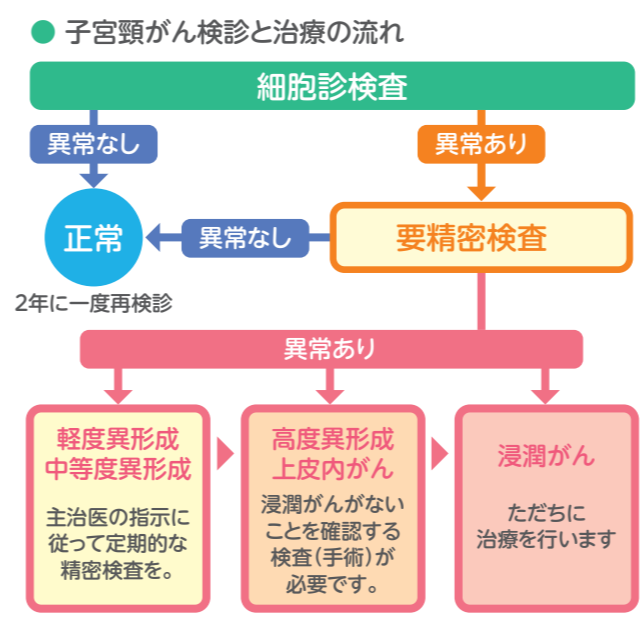 ● 子宮頸がん検診と治療の流れ
細胞診検査
異常なし
異常あり
正常
異常なし
要精密検査
2年に一度再検診
異常あり
軽度異形成
中等度異形成
主治医の指示に
従って定期的な
精密検査を。
高度異形成
上皮内がん
浸潤がんがない
ことを確認する
検査(手術)が
必要です。
浸潤がん
ただちに
治療を行います